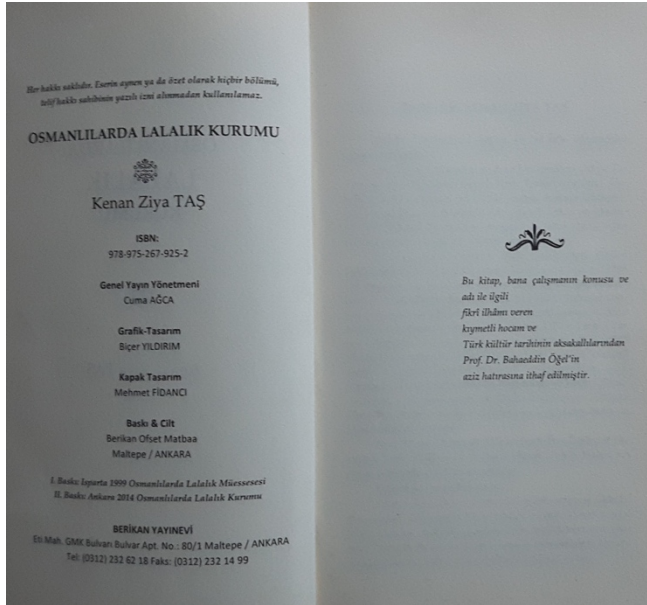 Her hakkı saklıdır. Eserin aynen ya da özet olarak hiçbir bölümü,
telif hakkı sahibinin yazılı izni alınmadan kullanılamaz.
OSMANLILARDA LALALIK KURUMU
Kenan Ziya TAŞ
ISBN:
978-975-267-925-2
Genel Yayın Yönetmeni
Cuma AĞCA
Grafik-Tasarım
Biçer YILDIRIM
Kapak Tasarım
Mehmet FİDANCI
Baskı & Cilt
Berikan Ofset Matbaa
Maltepe / ANKARA
I. Baskı: Isparta 1999 Osmanlılarda Lalalık Müessesesi
II. Baskı: Ankara 2014 Osmanlılarda Lalalık Kurumu
BERİKAN YAYINEVİ
Eti Mah. GMK Bulvarı Bulvar Apt. No.: 80/1 Maltepe / ANKARA
Tel: (0312) 232 62 18 Faks: (0312) 232 14 99
Bu kitap, bana çalışmanın konusu ve
adı ile ilgili
fikrî ilhâmı veren
kıymetli hocam ve
Türk kültür tarihinin aksakallılarından
Prof. Dr. Bahaeddin Öğel'in
aziz hatırasına ithaf edilmiştir.